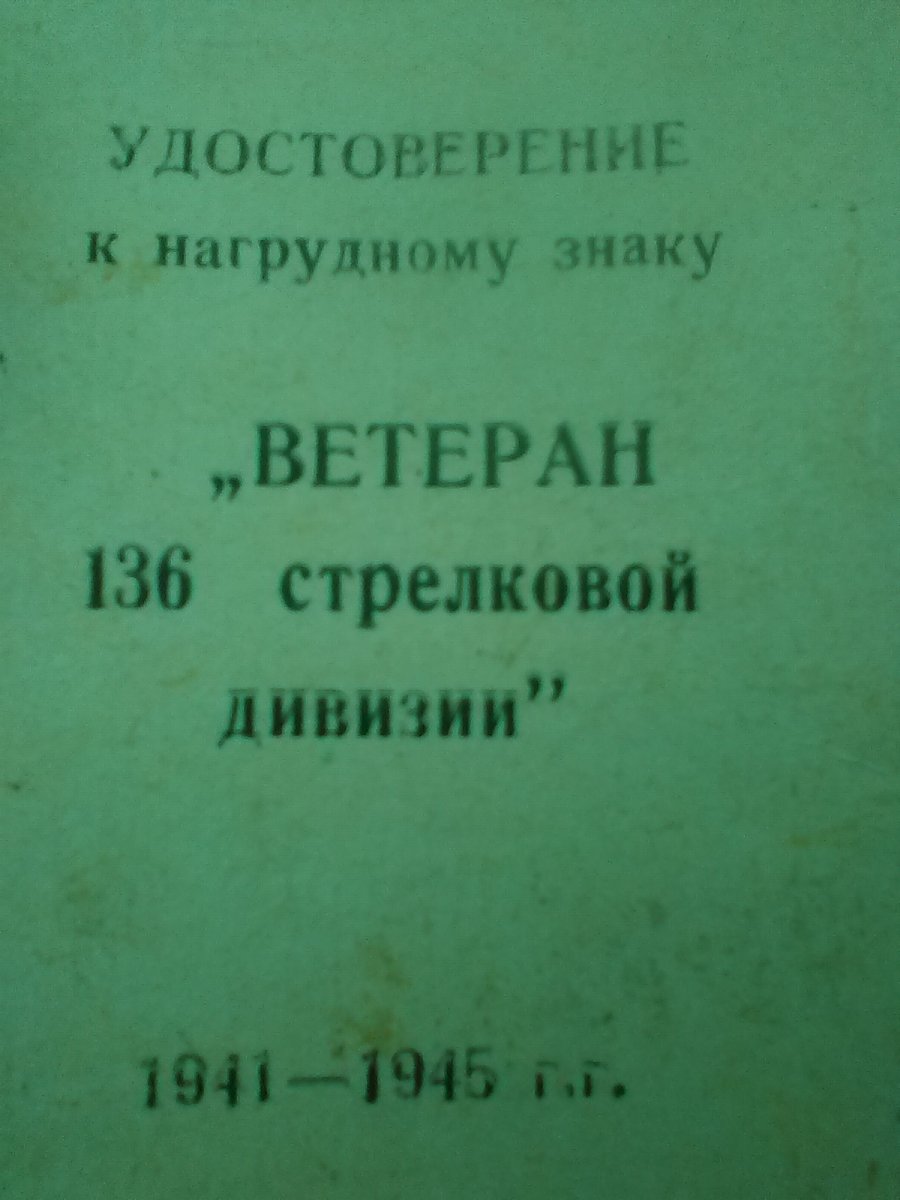 УДОСТОВЕРЕНИЕ
к нагрудному знаку
„ВЕТЕРАН
136 стрелковой
дивизии”
1941—1945 г.г.